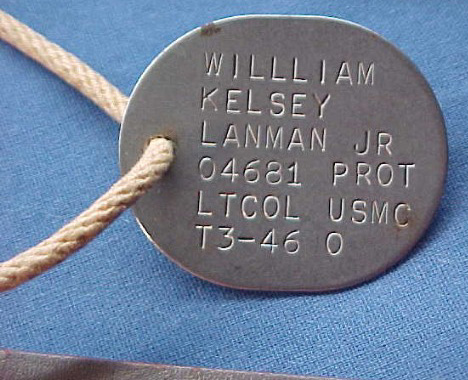 WILLLIAM
KELSEY
LANMAN JR
04681 PROT
LTCOL USMC
T3-46 O